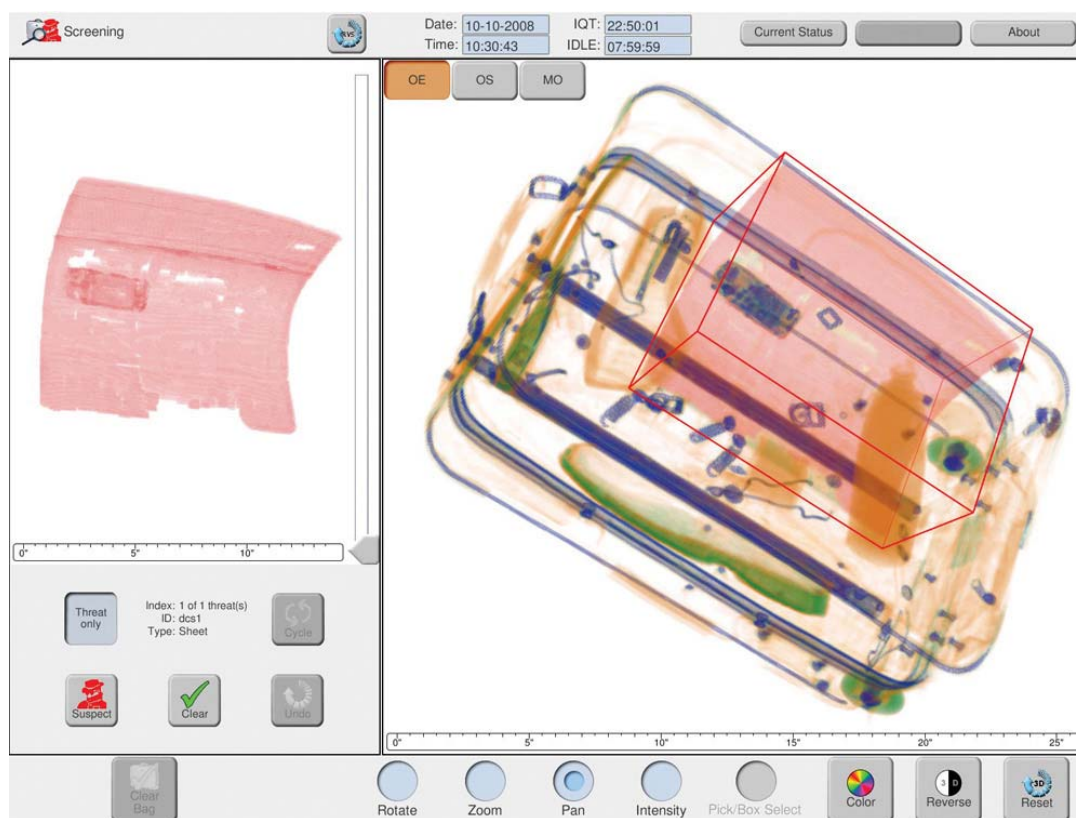 Screening
EVS
Date: 10-10-2008
Time: 10:30:43
IQT: 22:50:01
IDLE: 07:59:59
Current Status
About
OE
OS
MO
0" 5" 10"
Threat only
Index: 1 of 1 threat(s)
ID: dcs1
Type: Sheet
Cycle
Suspect
Clear
Undo
0" 5" 10" 15" 20" 25"
Clear Bag
Rotate
Zoom
Pan
Intensity
Pick/Box Select
3 D
Color
Reverse
3D
Reset